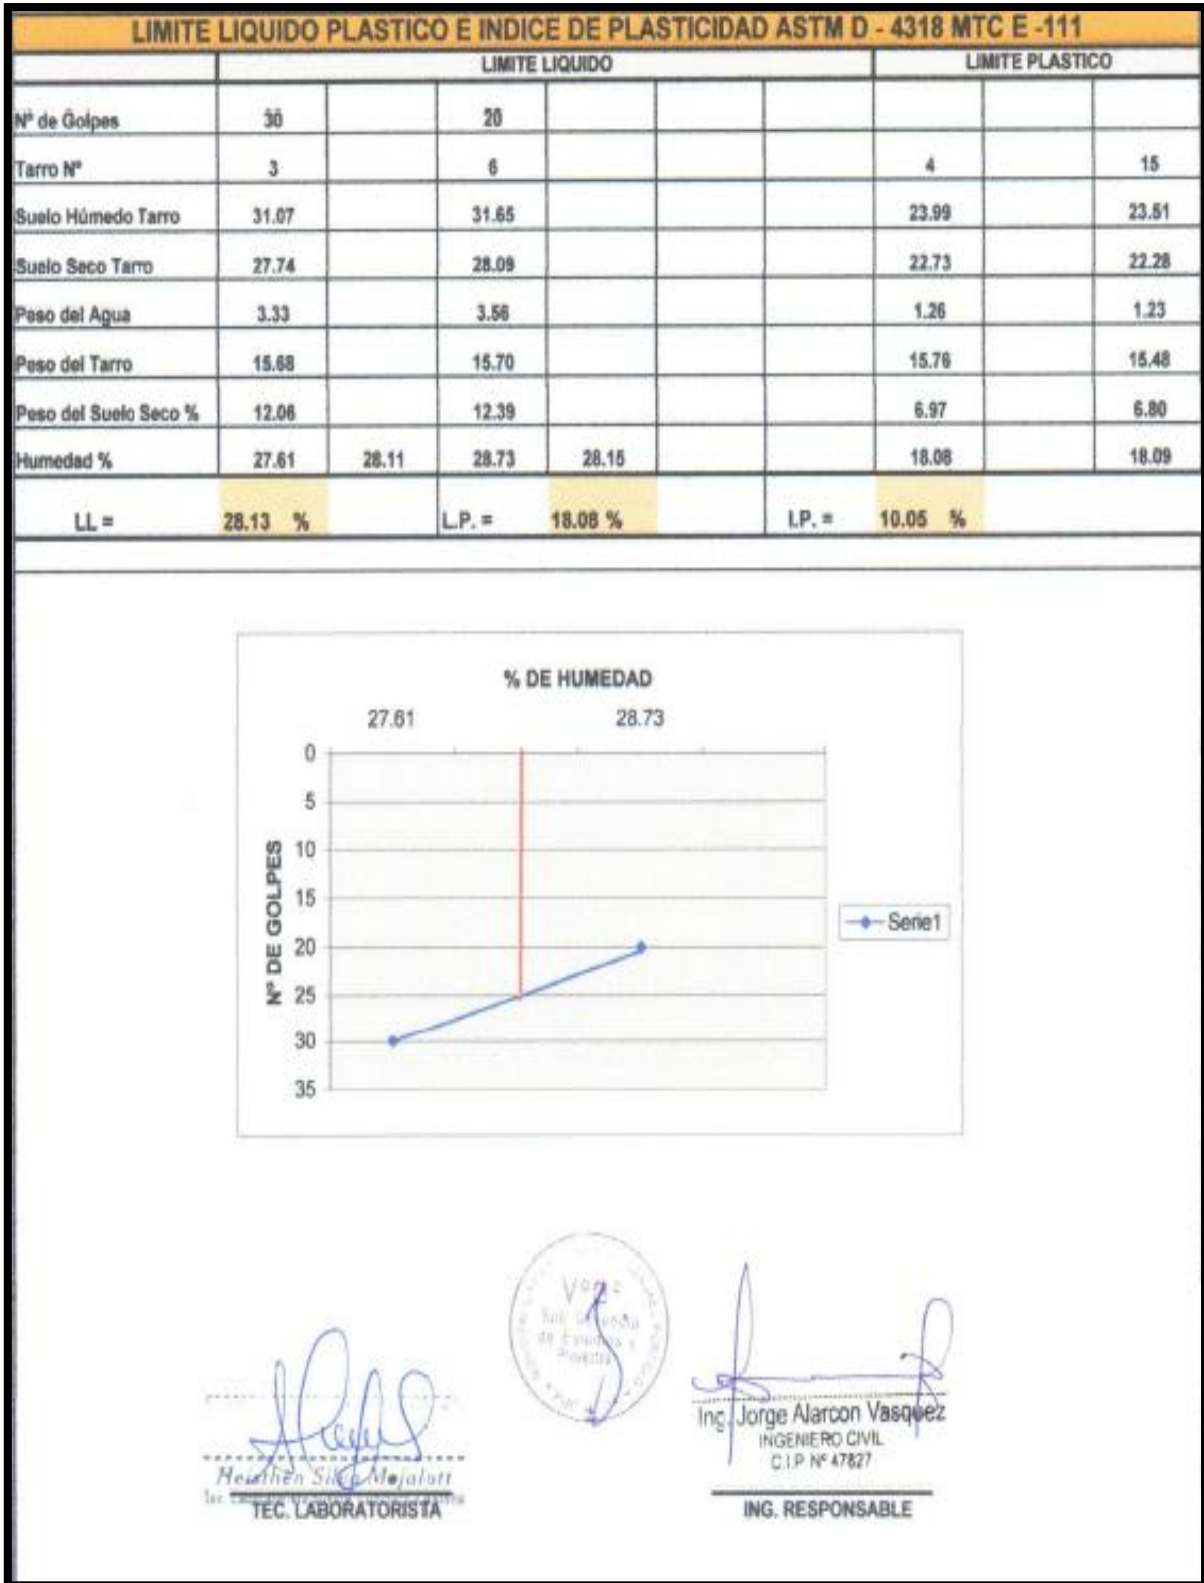 LIMITE LIQUIDO PLASTICO E INDICE DE PLASTICIDAD ASTM D - 4318 MTC E -111
LIMITE LIQUIDO LIMITE PLASTICO
Nº de Golpes 30 20
Tarro Nº 3 6 4 15
Suelo Húmedo Tarro 31.07 31.65 23.99 23.51
Suelo Seco Tarro 27.74 28.09 22.73 22.28
Peso del Agua 3.33 3.56 1.26 1.23
Peso del Tarro 15.68 15.70 15.76 15.48
Peso del Suelo Seco % 12.06 12.39 6.97 6.80
Humedad % 27.61 28.11 28.73 28.15 18.08 18.09
LL = 28.13 % L.P. = 18.08 % I.P. = 10.05 %
% DE HUMEDAD
27.61 28.73
0
5
10
15
20
25
30
35
Nº DE GOLPES
Serie1
de Estudios y
Ing. Jorge Alarcon Vasquez
INGENIERO CIVIL
C.I.P Nº 47827
TEC. LABORATORISTA
ING. RESPONSABLE